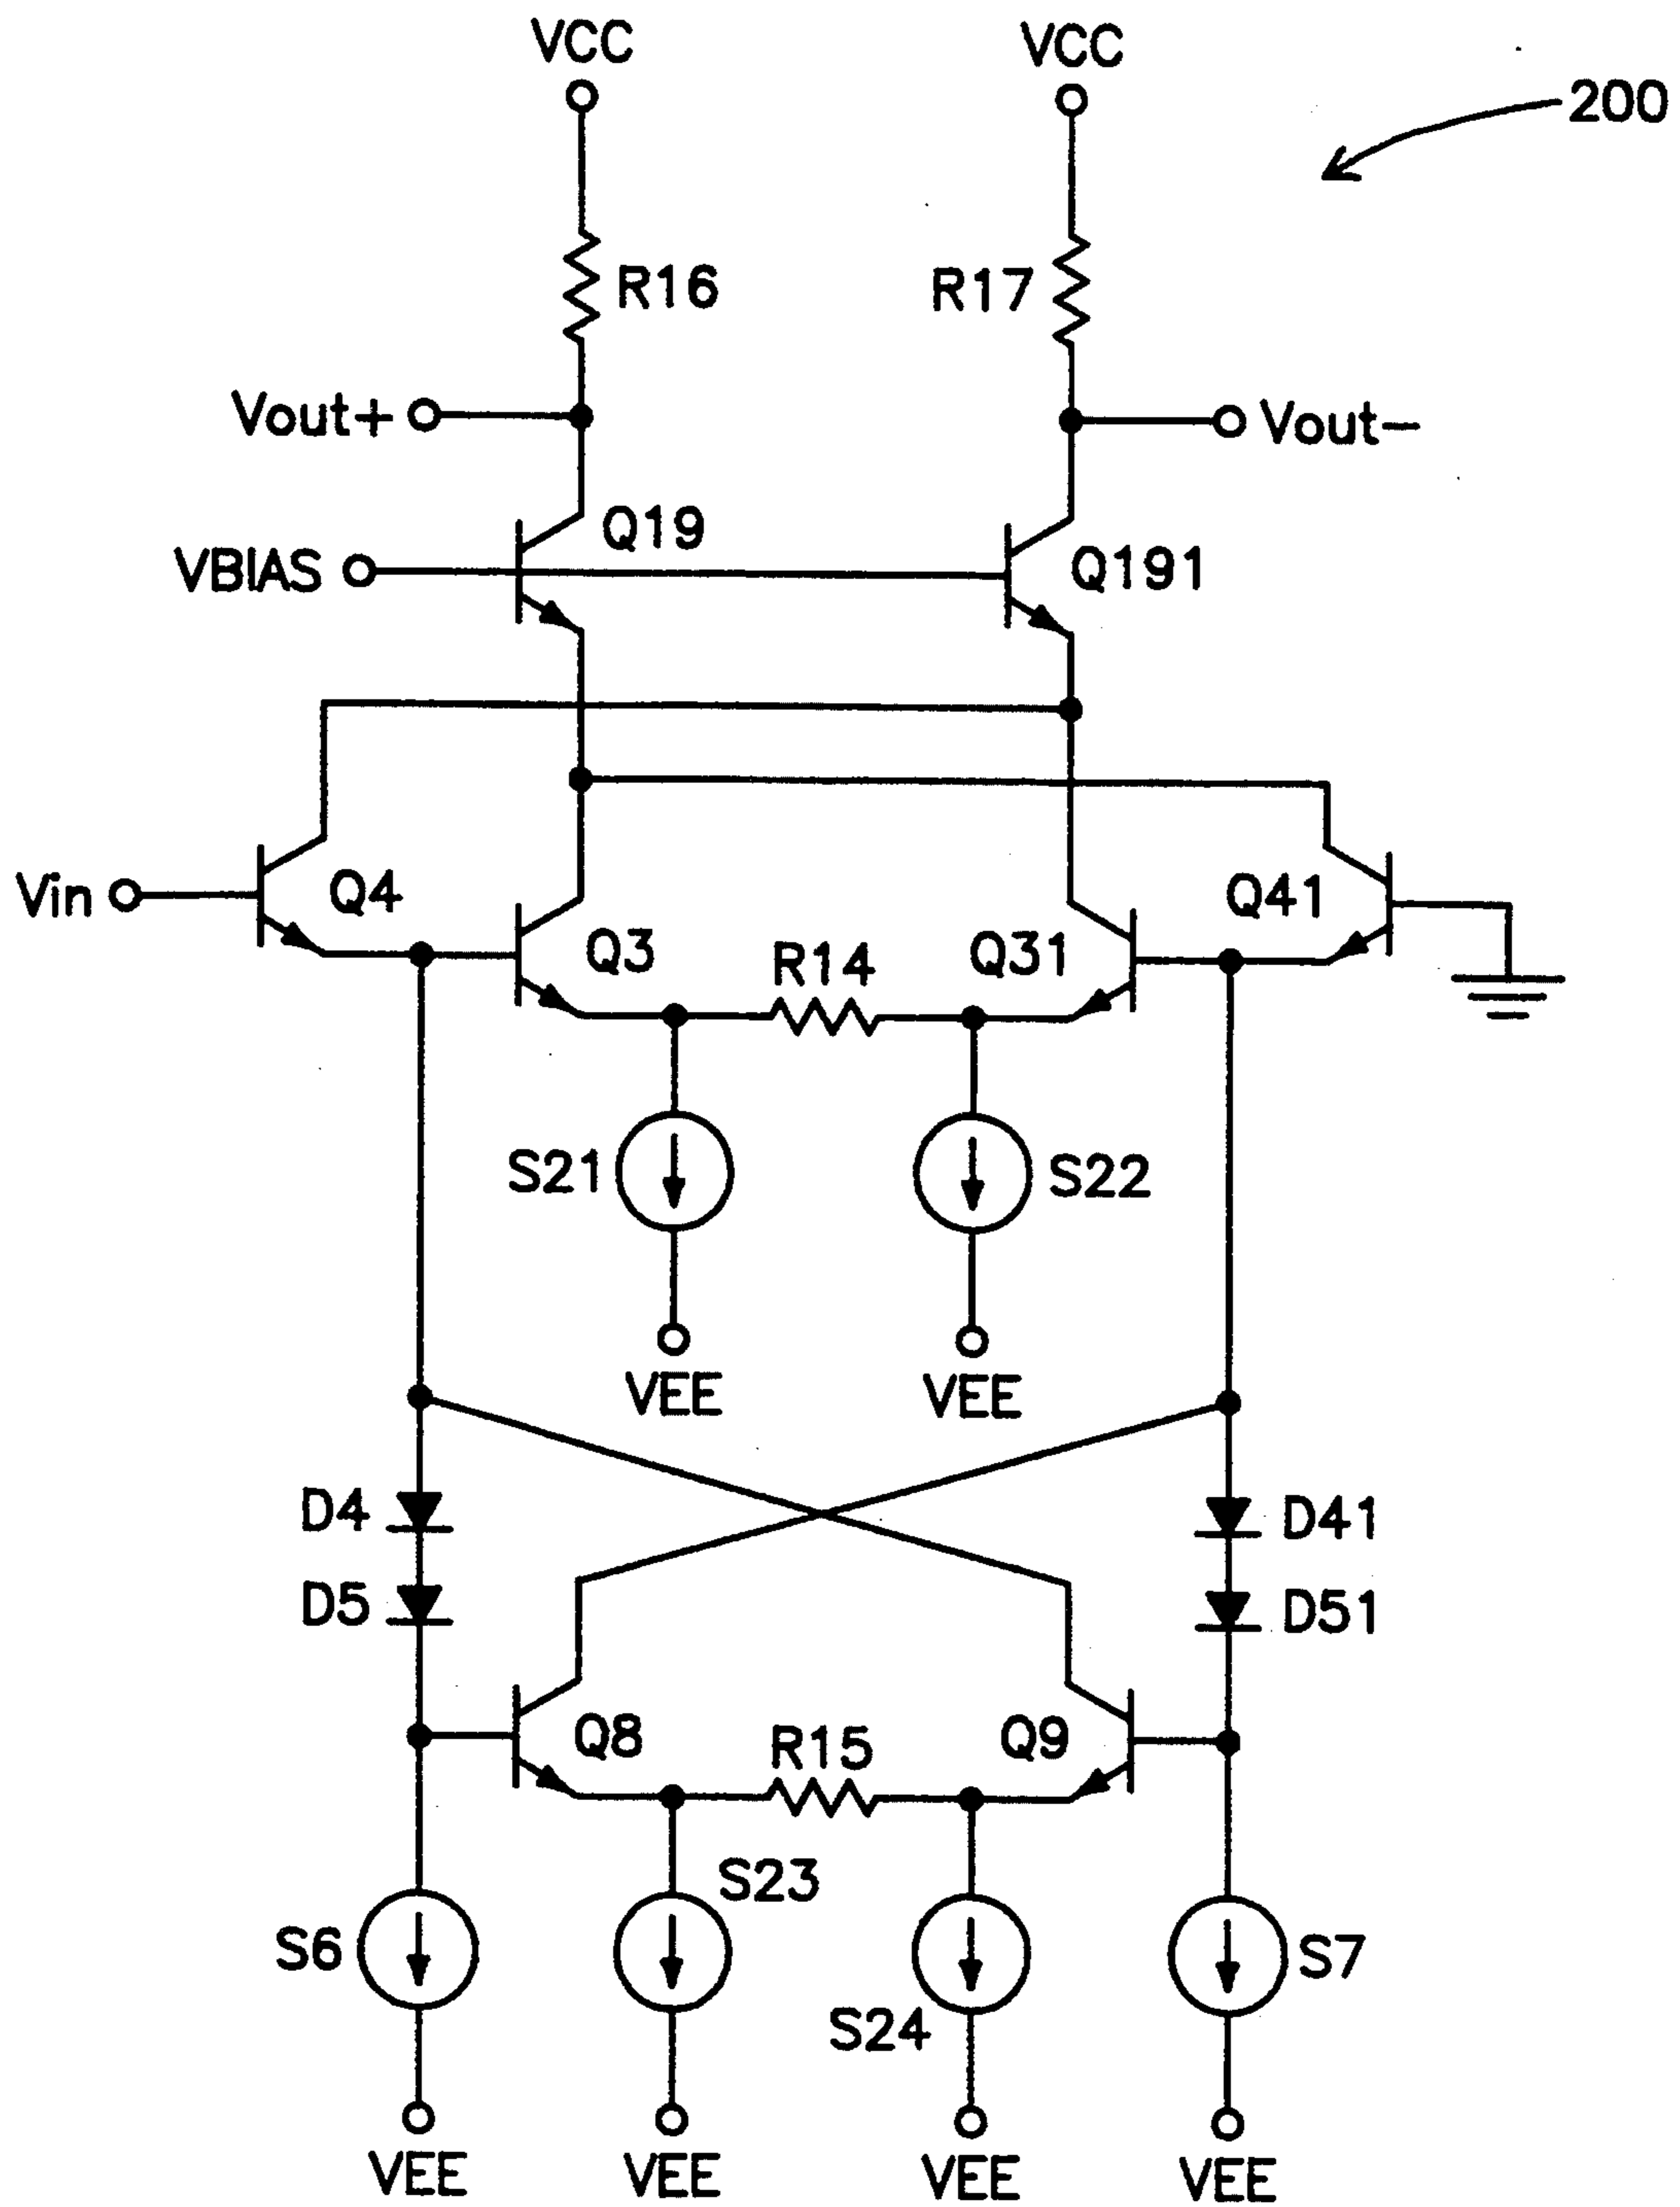 VCC
VCC
200
R16
R17
Vout+
Vout−
Q19
VBIAS
Q191
Vin
Q4
Q41
Q3
R14
Q31
S21
S22
VEE
VEE
D4
D41
D5
D51
Q8
R15
Q9
S23
S6
S7
S24
VEE
VEE
VEE
VEE